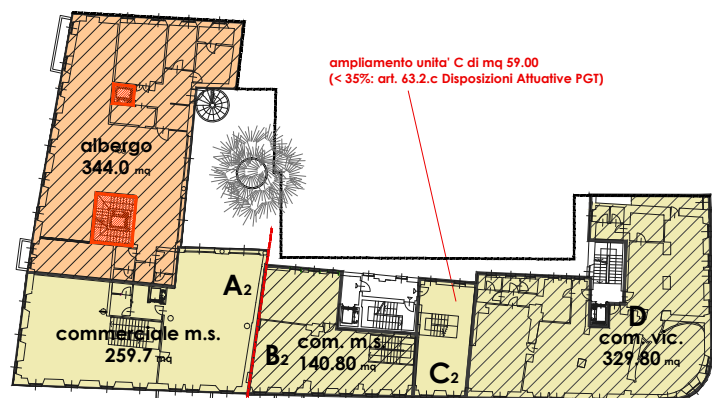 ampliamento unita' C di mq 59.00
(< 35%: art. 63.2.c Disposizioni Attuative PGT)
albergo
344.0 mq
A2
commerciale m.s.
259.7 mq
B2
com. m.s.
140.80 mq
C2
D
com. vic.
329.80 mq